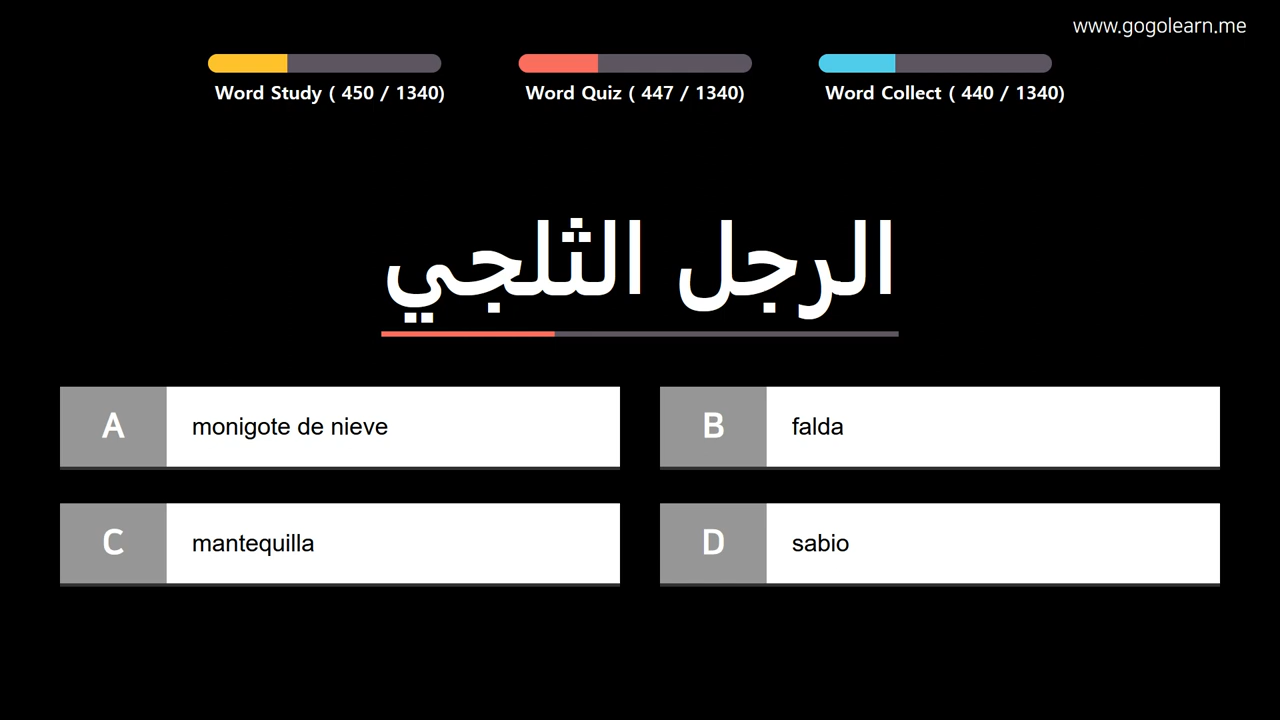 www.gogolearn.me
Word Study ( 450 / 1340)
Word Quiz ( 447 / 1340)
Word Collect ( 440 / 1340)
الرجل الثلجي
A monigote de nieve
B falda
C mantequilla
D sabio